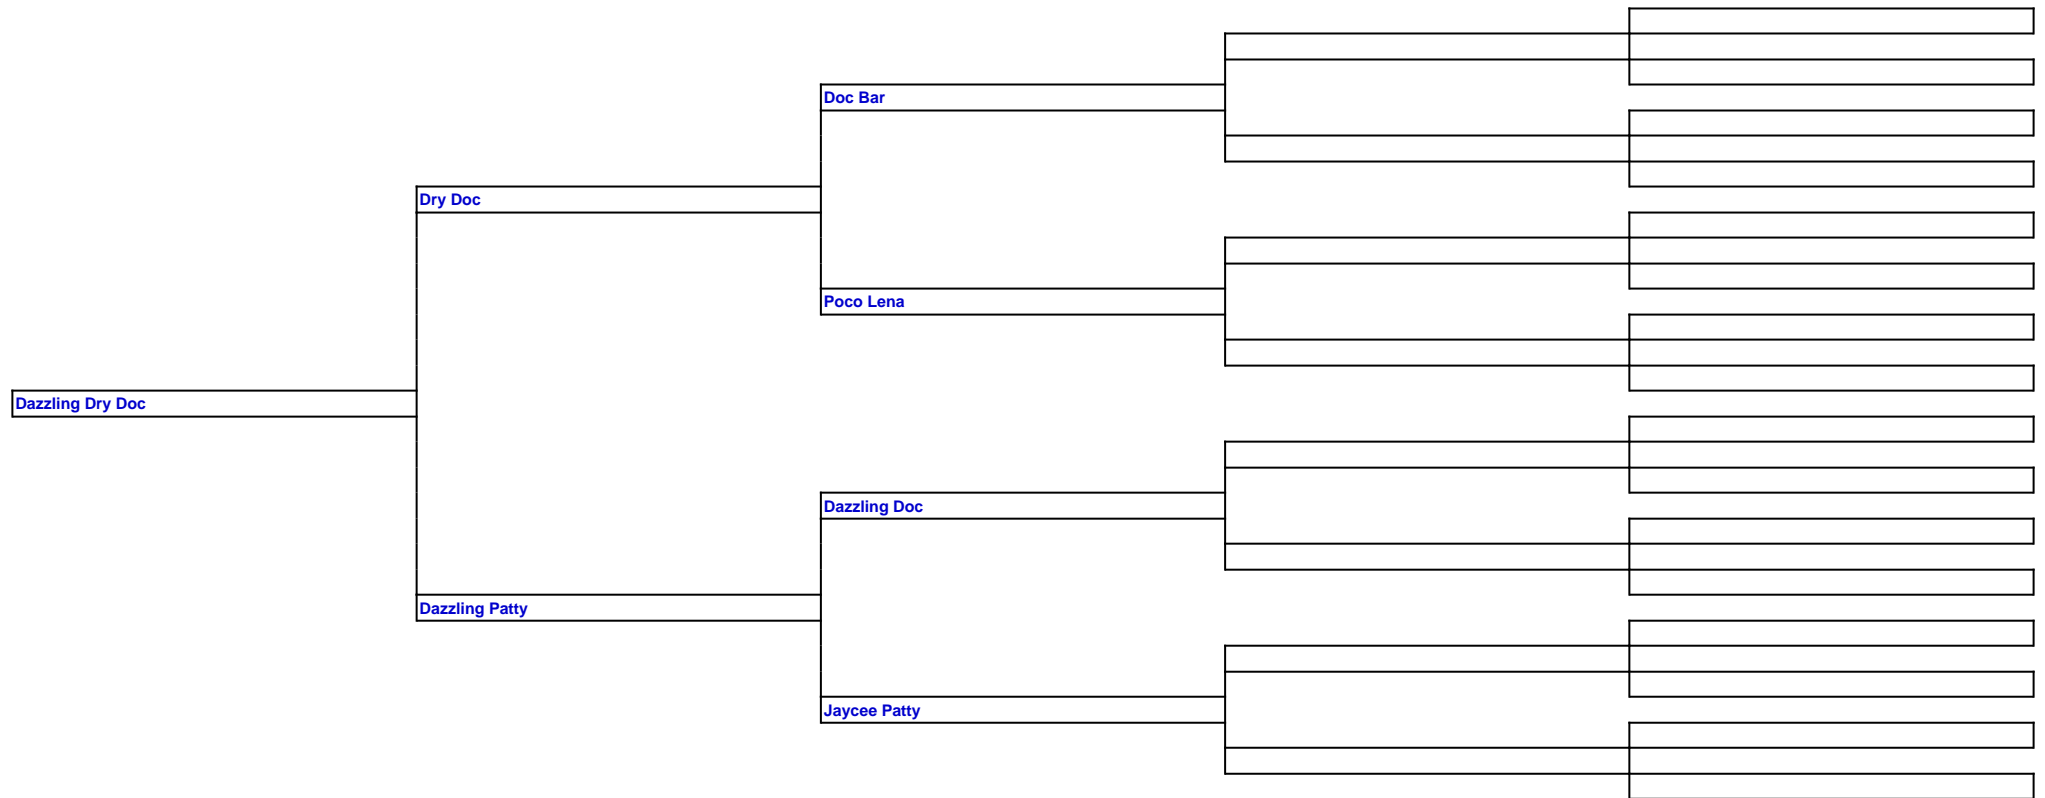 Doc Bar
Dry Doc
Poco Lena
Dazzling Dry Doc
Dazzling Doc
Dazzling Patty
Jaycee Patty